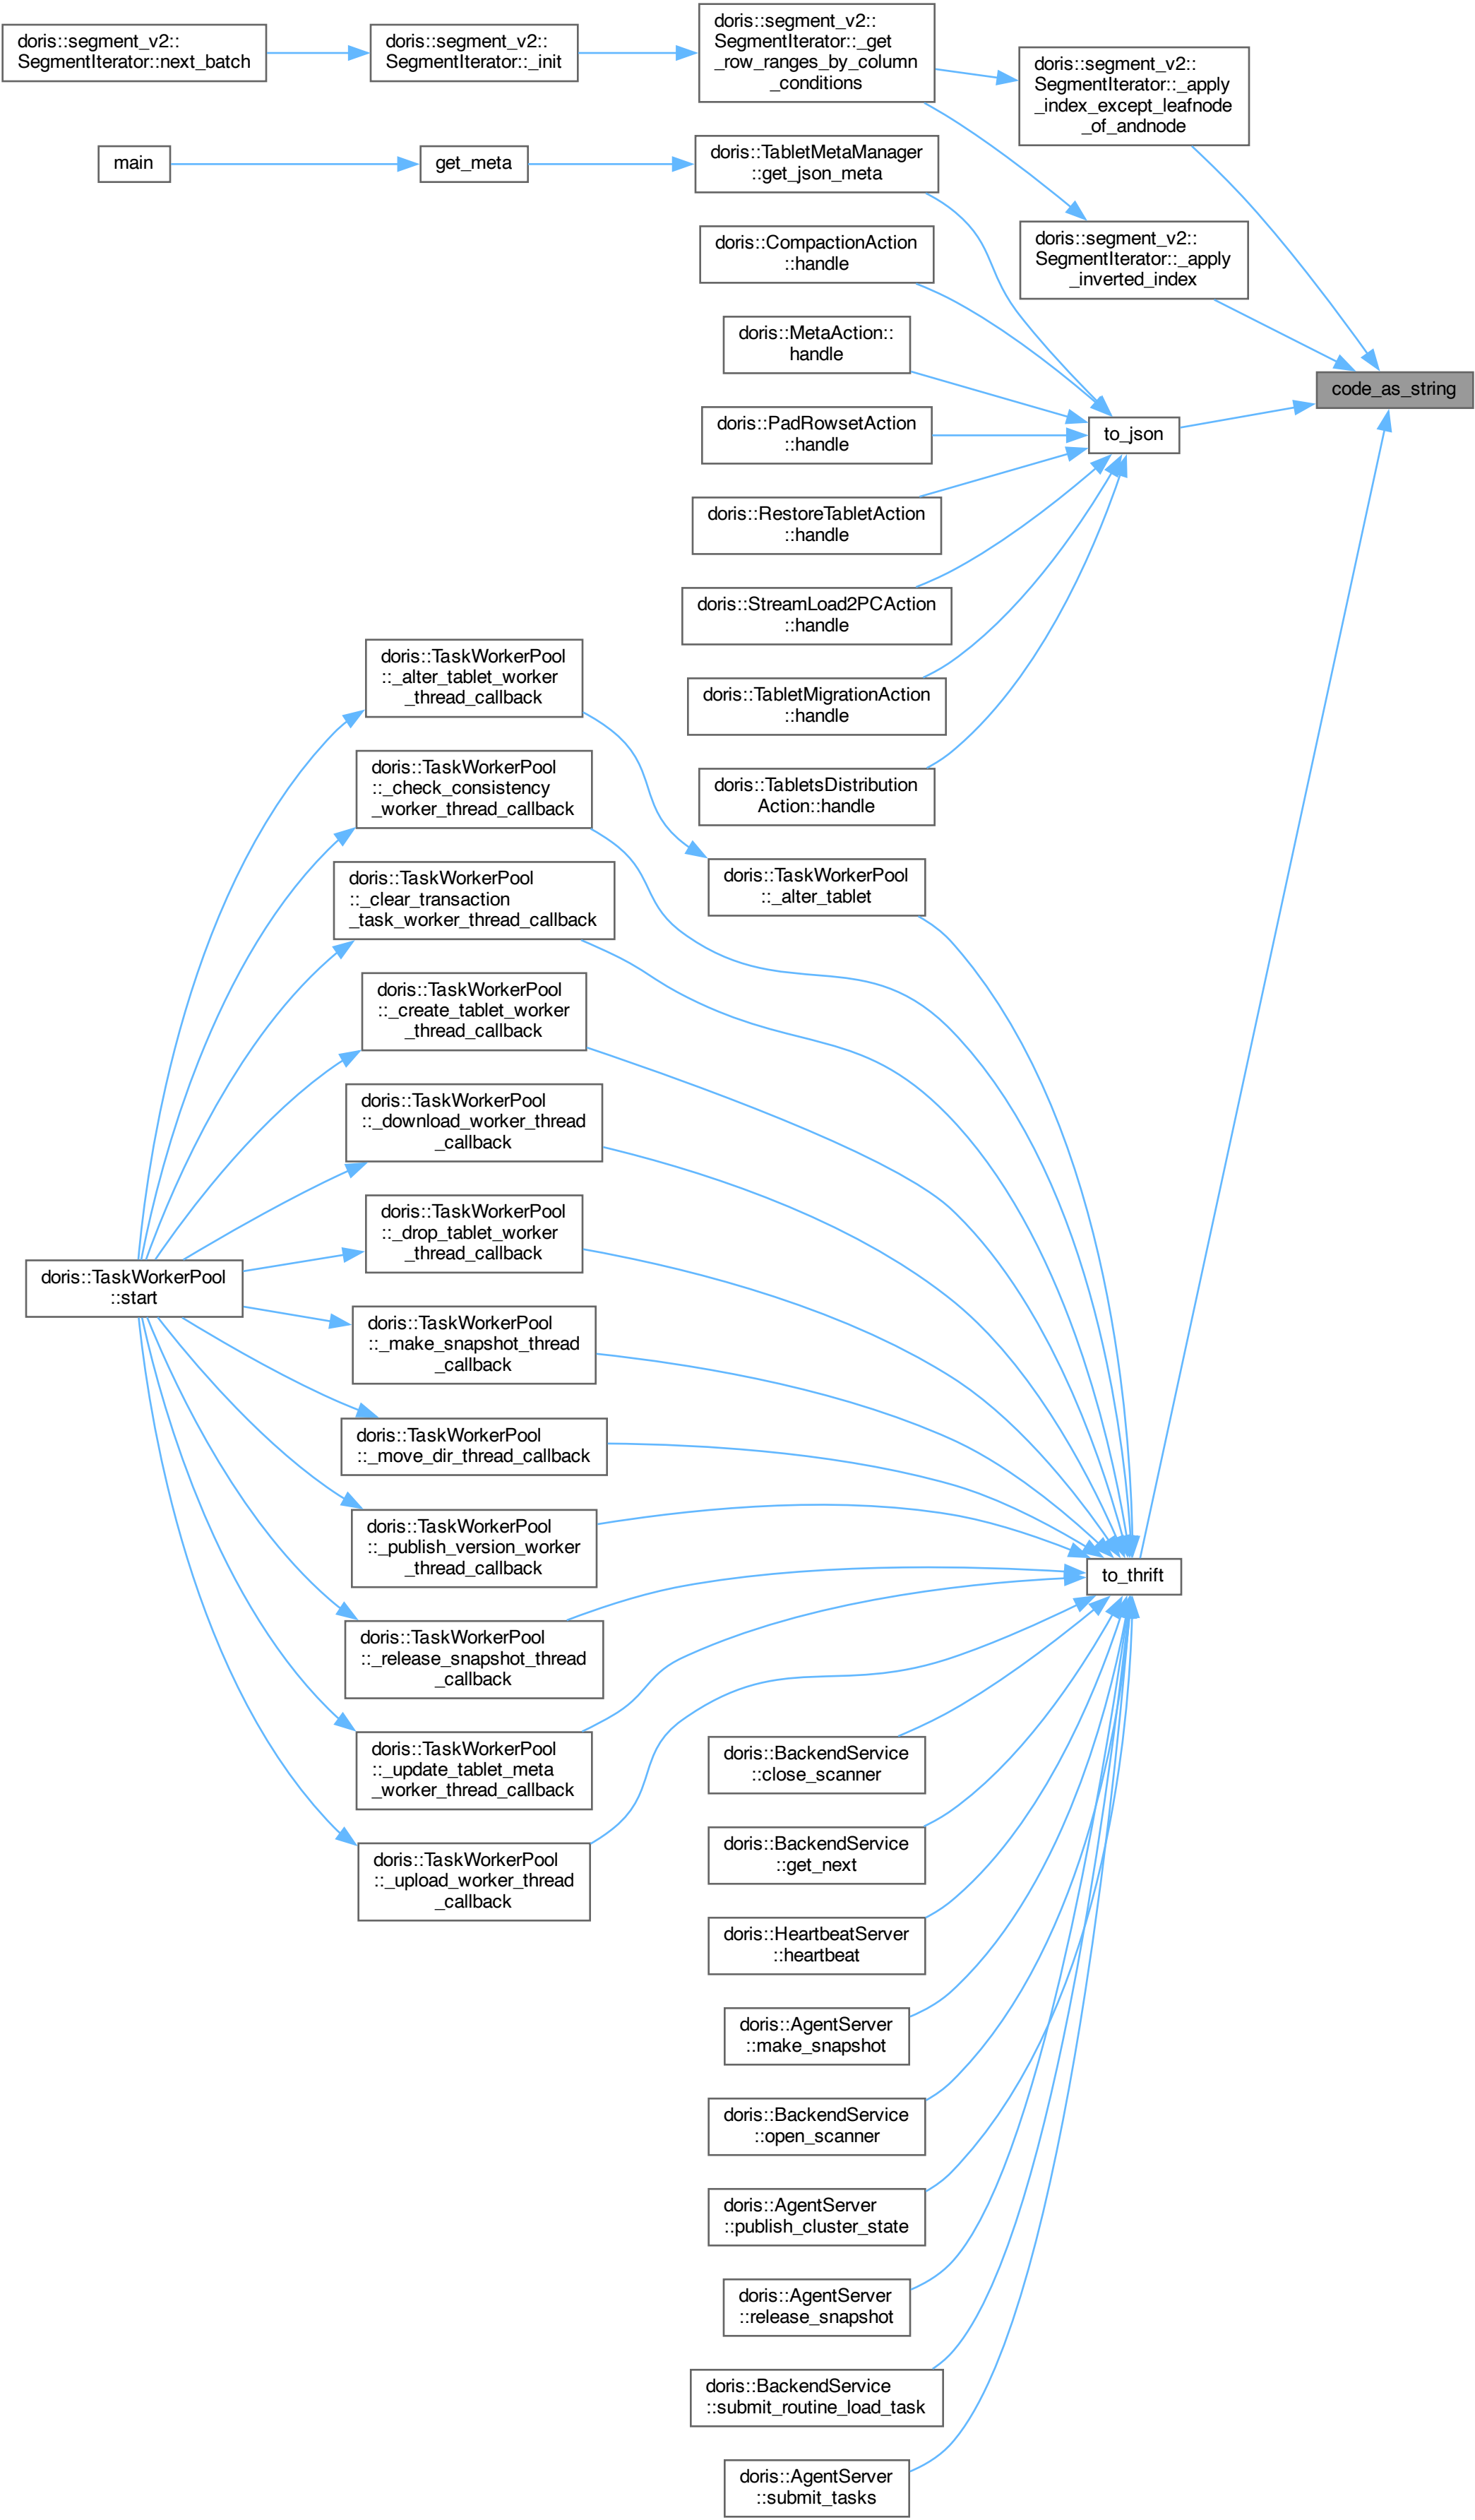 doris::segment_v2::
SegmentIterator::next_batch
doris::segment_v2::
SegmentIterator::_init
doris::segment_v2::
SegmentIterator::_get
_row_ranges_by_column
_conditions
doris::segment_v2::
SegmentIterator::_apply
_index_except_leafnode
_of_andnode
main
get_meta
doris::TabletMetaManager
::get_json_meta
doris::segment_v2::
SegmentIterator::_apply
_inverted_index
doris::CompactionAction
::handle
doris::MetaAction::
handle
code_as_string
doris::PadRowsetAction
::handle
to_json
doris::RestoreTabletAction
::handle
doris::StreamLoad2PCAction
::handle
doris::TabletMigrationAction
::handle
doris::TabletsDistribution
Action::handle
doris::TaskWorkerPool
::_alter_tablet_worker
_thread_callback
doris::TaskWorkerPool
::_check_consistency
_worker_thread_callback
doris::TaskWorkerPool
::_alter_tablet
doris::TaskWorkerPool
::_clear_transaction
_task_worker_thread_callback
doris::TaskWorkerPool
::_create_tablet_worker
_thread_callback
doris::TaskWorkerPool
::_download_worker_thread
_callback
doris::TaskWorkerPool
::_drop_tablet_worker
_thread_callback
doris::TaskWorkerPool
::start
doris::TaskWorkerPool
::_make_snapshot_thread
_callback
doris::TaskWorkerPool
::_move_dir_thread_callback
doris::TaskWorkerPool
::_publish_version_worker
_thread_callback
to_thrift
doris::TaskWorkerPool
::_release_snapshot_thread
_callback
doris::TaskWorkerPool
::_update_tablet_meta
_worker_thread_callback
doris::TaskWorkerPool
::_upload_worker_thread
_callback
doris::BackendService
::close_scanner
doris::BackendService
::get_next
doris::HeartbeatServer
::heartbeat
doris::AgentServer
::make_snapshot
doris::BackendService
::open_scanner
doris::AgentServer
::publish_cluster_state
doris::AgentServer
::release_snapshot
doris::BackendService
::submit_routine_load_task
doris::AgentServer
::submit_tasks